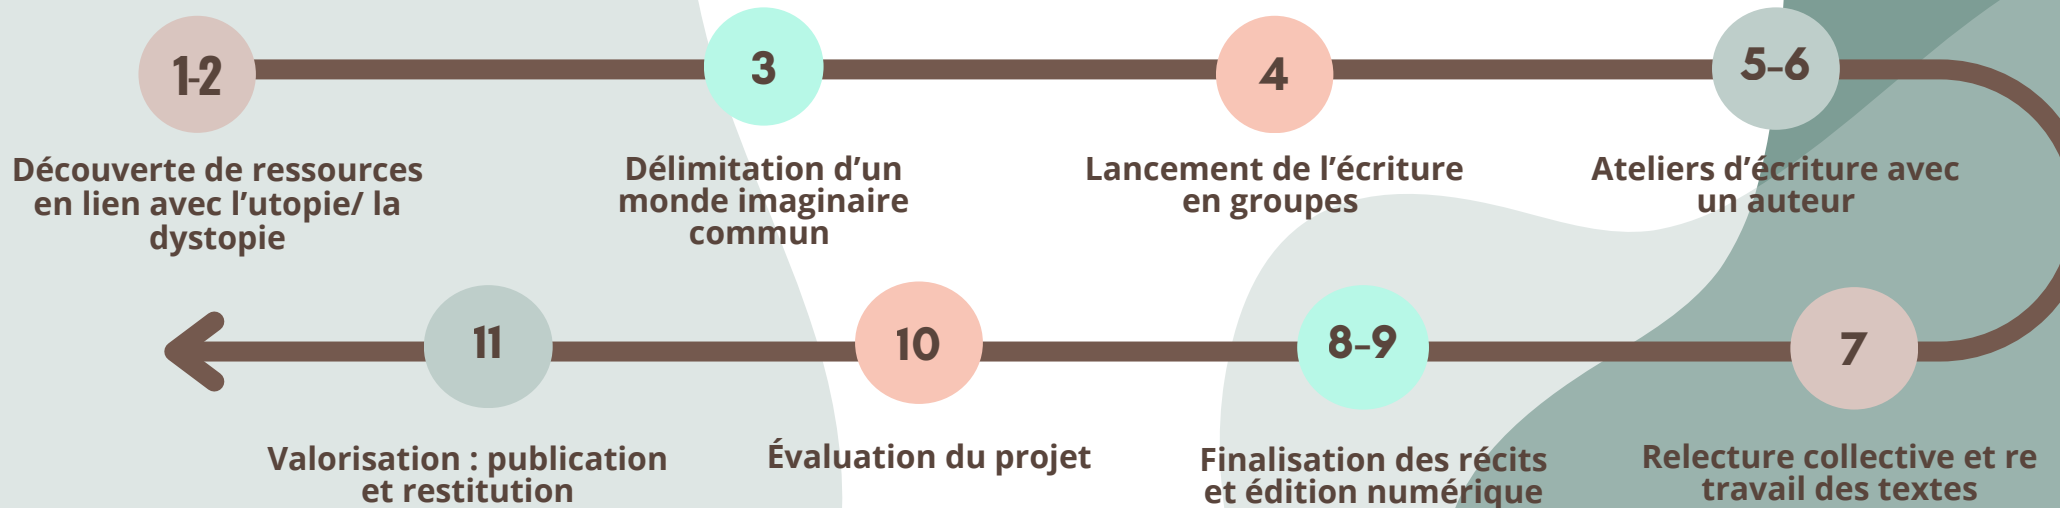 1-2
Découverte de ressources
en lien avec l’utopie/ la
dystopie
3
Délimitation d’un
monde imaginaire
commun
4
Lancement de l’écriture
en groupes
5-6
Ateliers d’écriture avec
un auteur
7
Relecture collective et re
travail des textes
8-9
Finalisation des récits
et édition numérique
10
Évaluation du projet
11
Valorisation : publication
et restitution